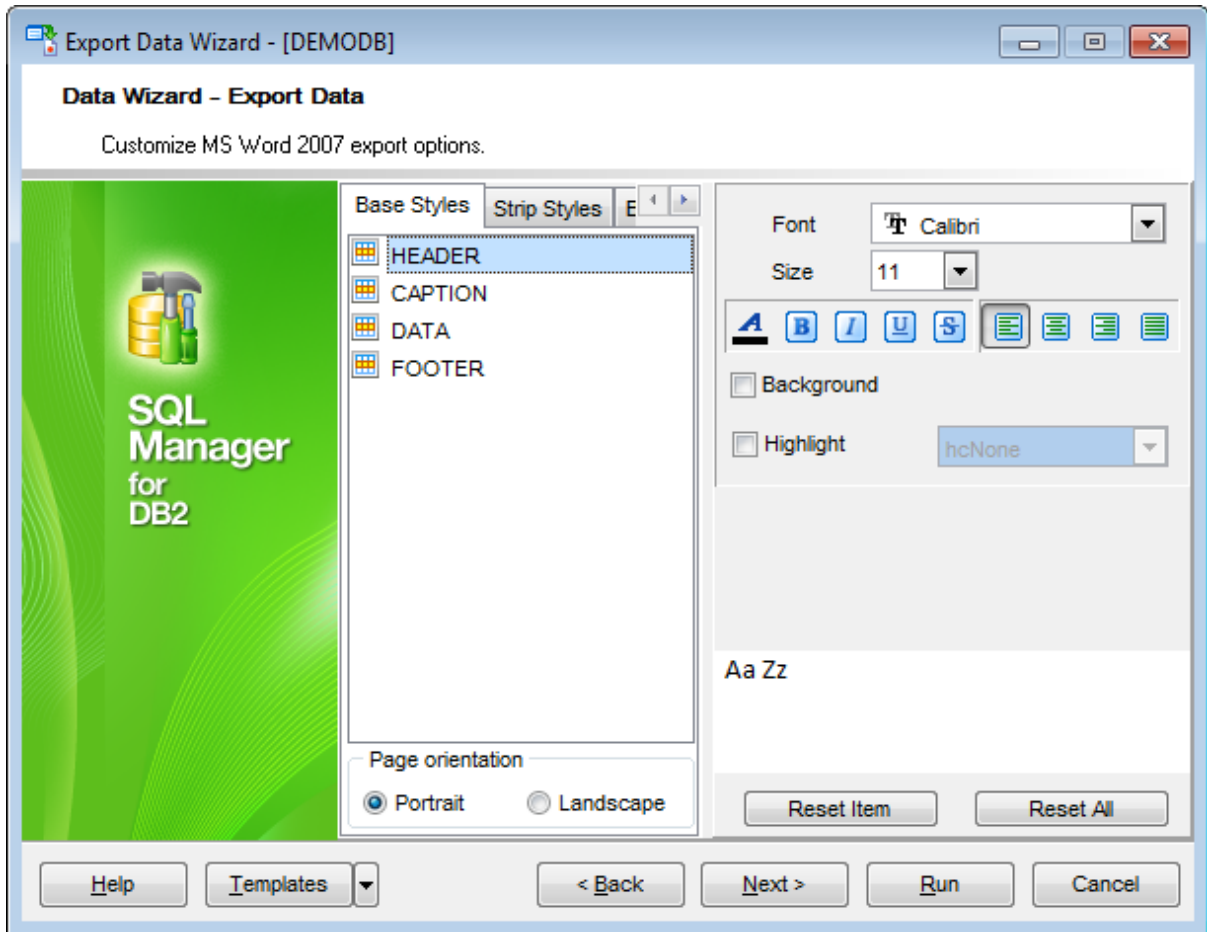 Export Data Wizard - [DEMODB]
Data Wizard - Export Data
Customize MS Word 2007 export options.
SQL
Manager
for
DB2
Base Styles Strip Styles
HEADER
CAPTION
DATA
FOOTER
Page orientation
Portrait Landscape
Font Calibri
Size 11
A B I U S
Background
Highlight hcNone
Aa Zz
Reset Item Reset All
Help Templates < Back Next > Run Cancel